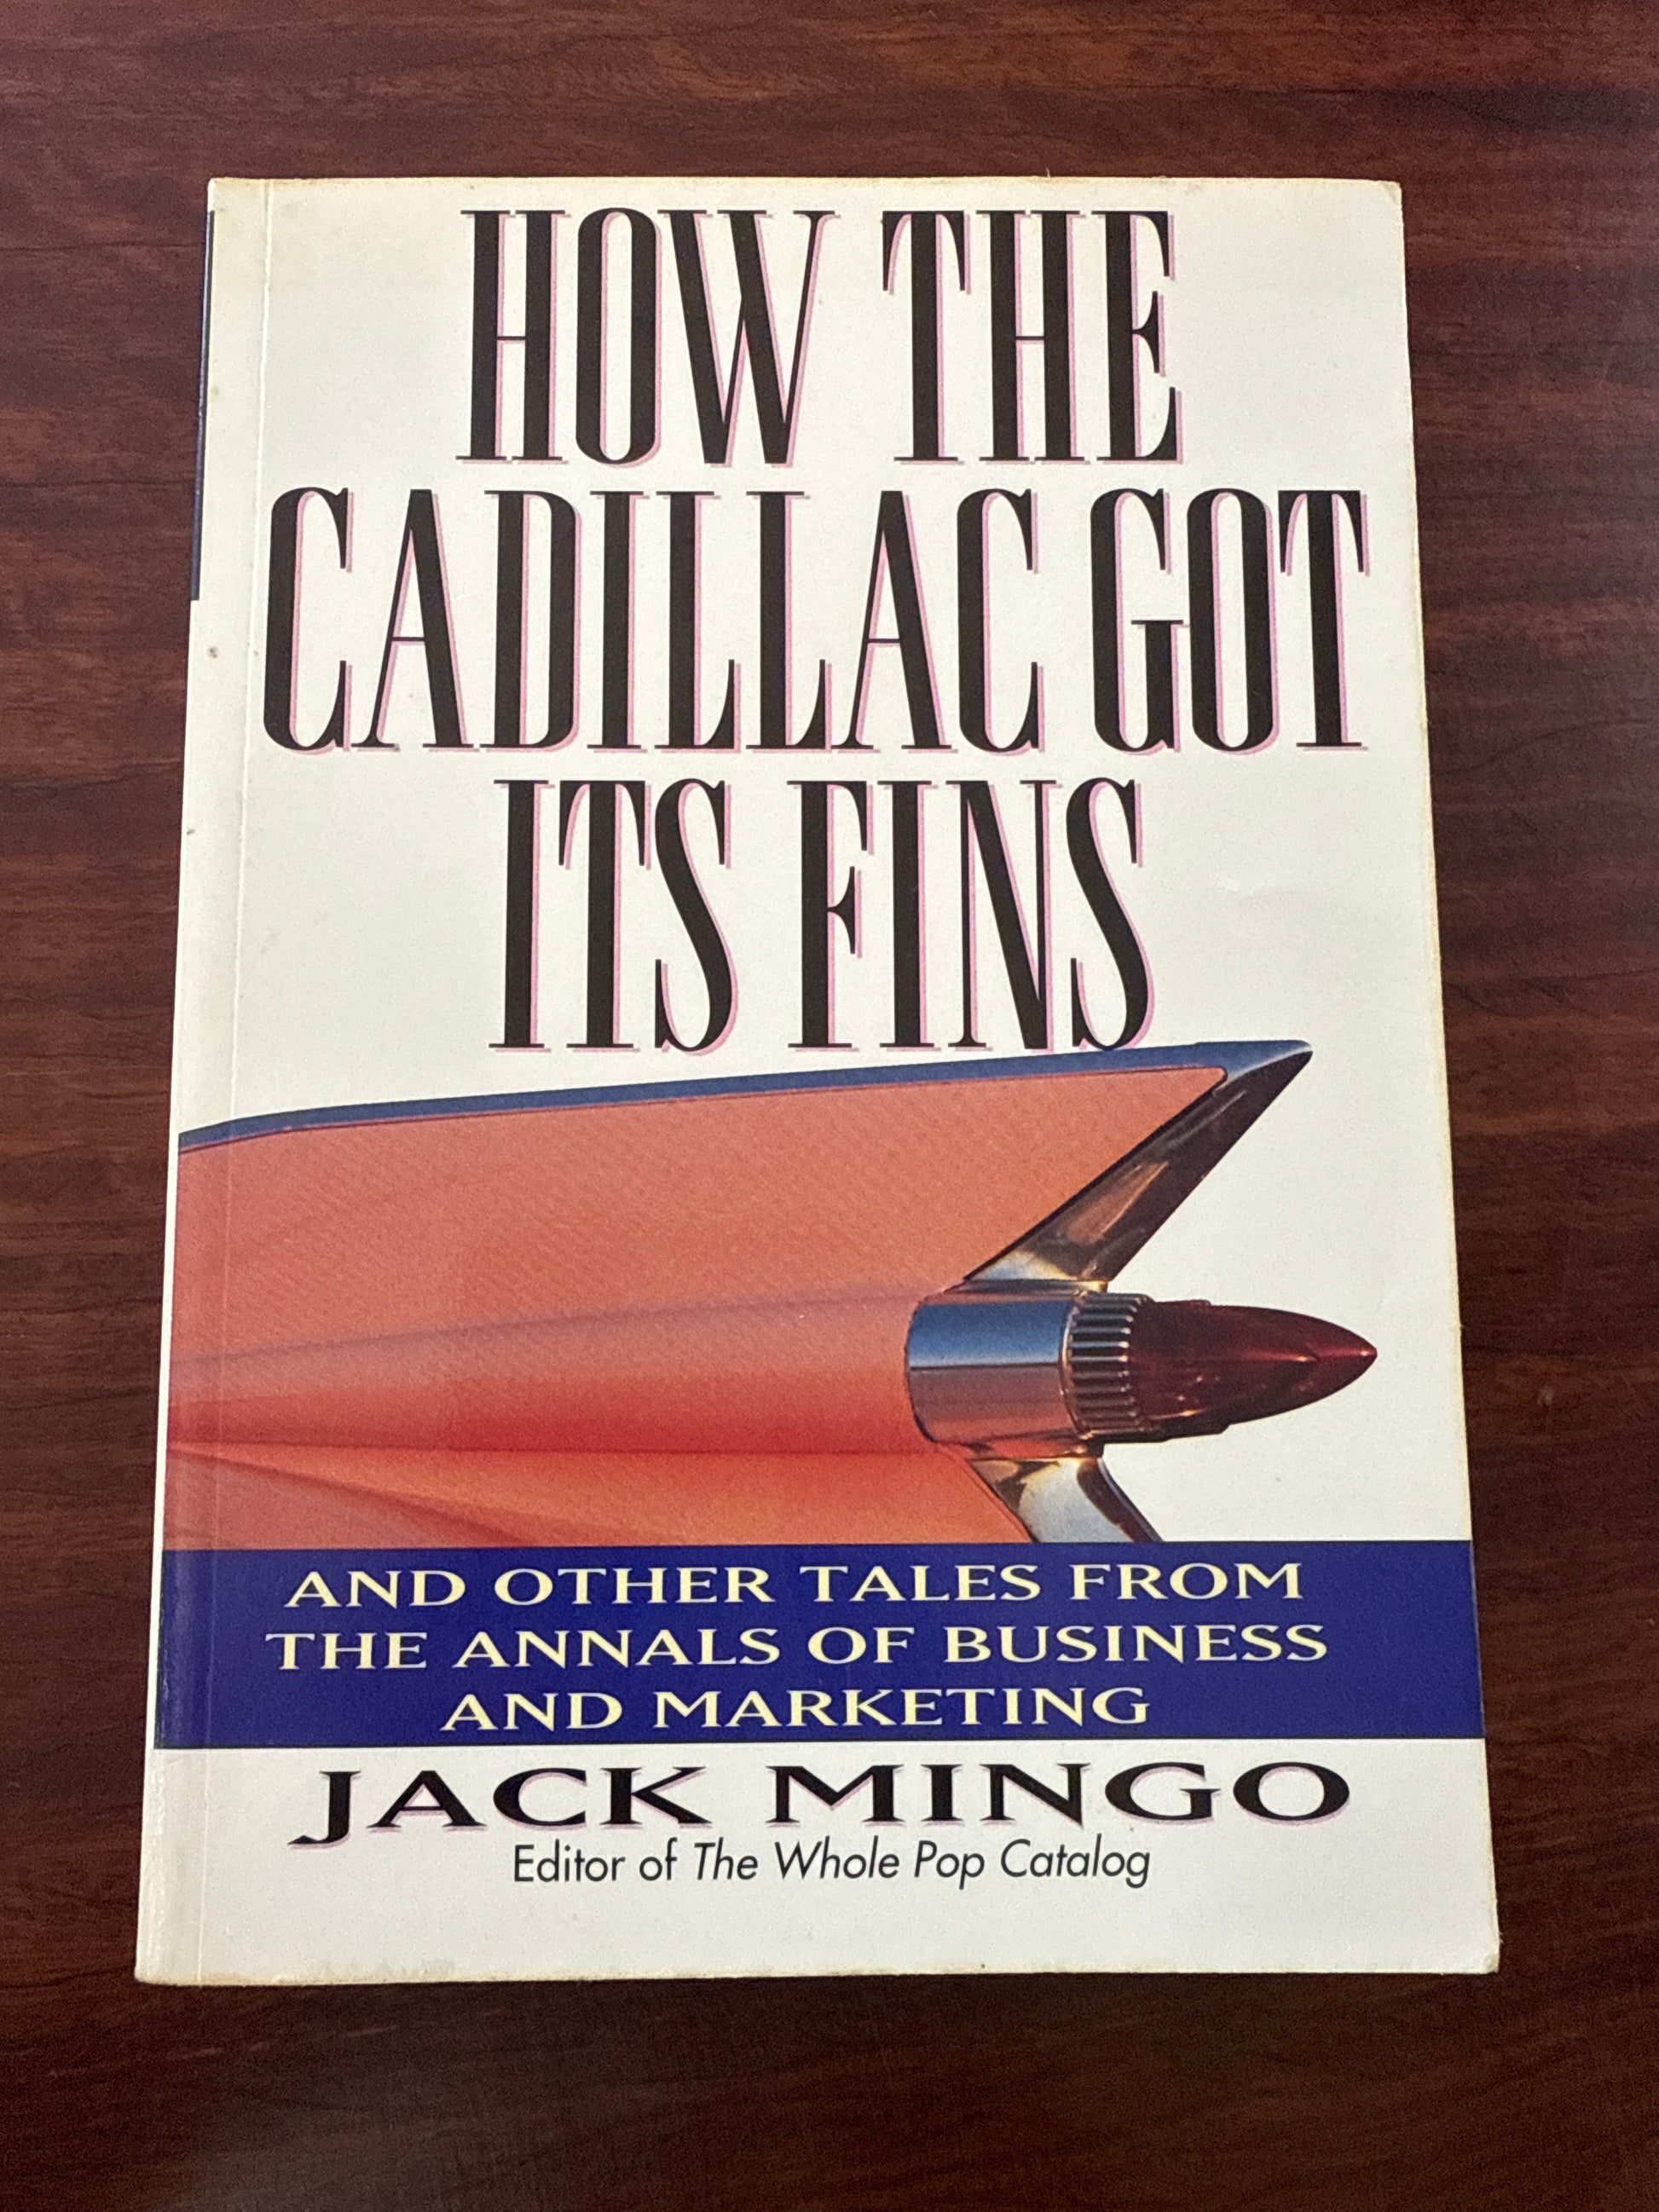 HOW THE
CADILLAC GOT
ITS FINS
AND OTHER TALES FROM
THE ANNALS OF BUSINESS
AND MARKETING
JACK MINGO
Editor of The Whole Pop Catalog